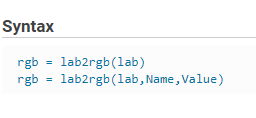 Syntax
rgb = lab2rgb(lab)
rgb = lab2rgb(lab,Name,Value)